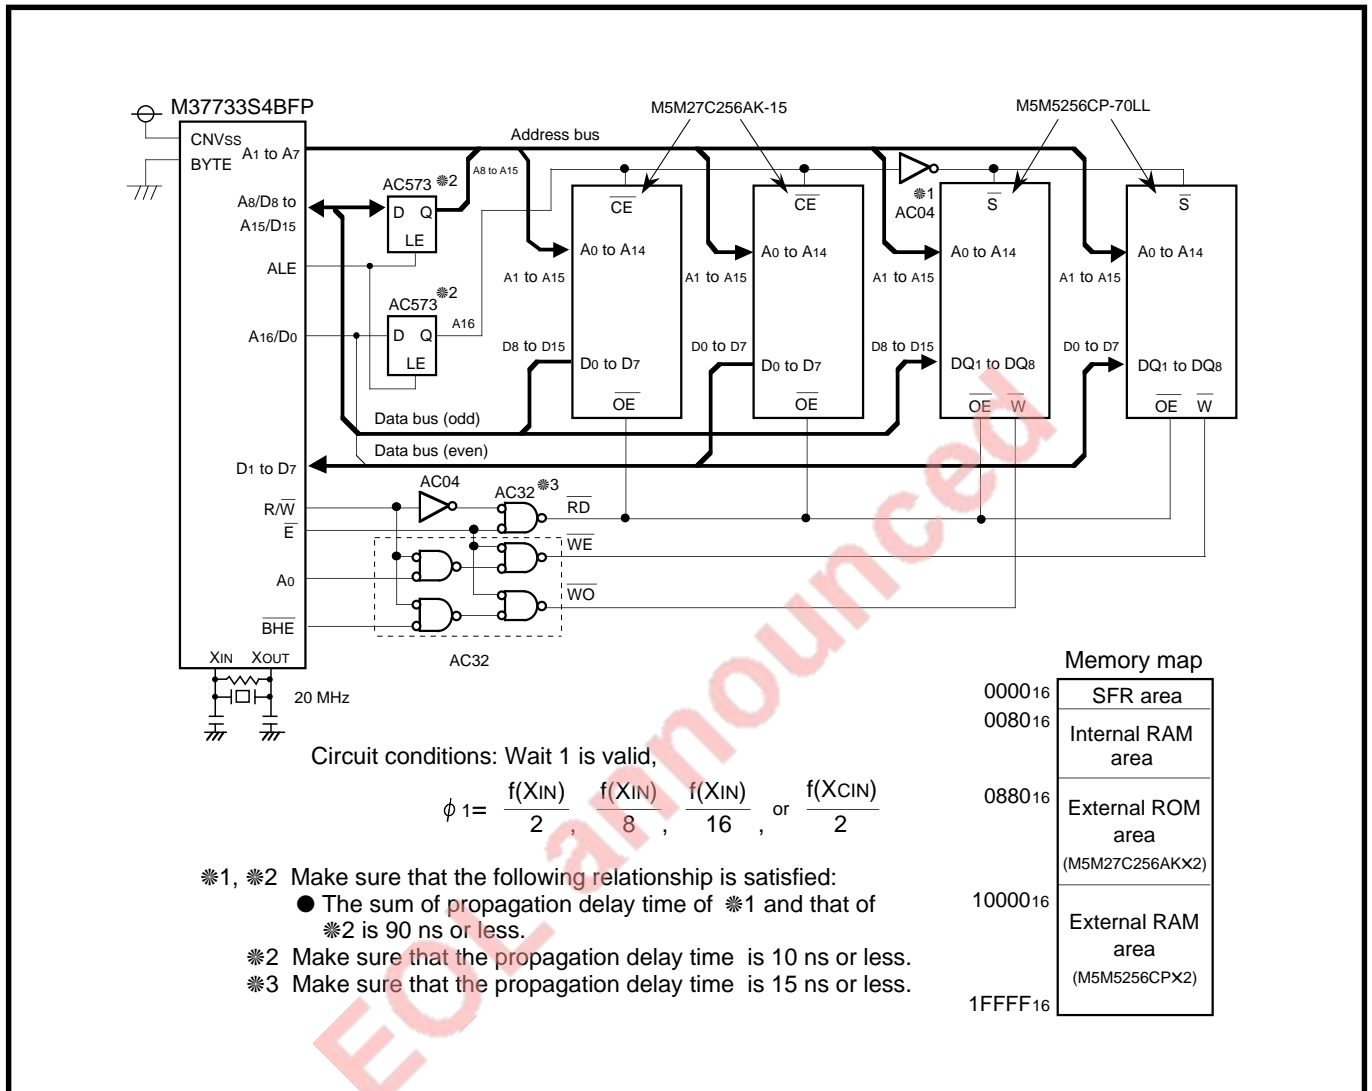 M37733S4BFP
M5M27C256AK-15
M5M5256CP-70LL
CNVSS
BYTE
A1 to A7
Address bus
A8/D8 to
A15/D15
AC573 ❋2
A8 to A15
D Q
LE
ALE
AC573 ❋2
A16/D0
D Q
A16
LE
CE
A0 to A14
A1 to A15
D8 to D15
D0 to D7
OE
CE
A0 to A14
A1 to A15
D0 to D7
D0 to D7
OE
❋1
AC04
S
A0 to A14
A1 to A15
D8 to D15
DQ1 to DQ8
OE W
S
A0 to A14
A1 to A15
D0 to D7
DQ1 to DQ8
OE W
Data bus (odd)
Data bus (even)
D1 to D7
AC04
AC32 ❋3
R/W
RD
E
WE
A0
WO
BHE
AC32
XIN XOUT
20 MHz
Circuit conditions: Wait 1 is valid,
ϕ 1= f(XIN)/2 , f(XIN)/8 , f(XIN)/16 , or f(XCIN)/2
❋1, ❋2 Make sure that the following relationship is satisfied:
● The sum of propagation delay time of ❋1 and that of
❋2 is 90 ns or less.
❋2 Make sure that the propagation delay time is 10 ns or less.
❋3 Make sure that the propagation delay time is 15 ns or less.
Memory map
000016
SFR area
008016
Internal RAM
area
088016
External ROM
area
(M5M27C256AK✕2)
1000016
External RAM
area
(M5M5256CP✕2)
1FFFF16
EOL announced